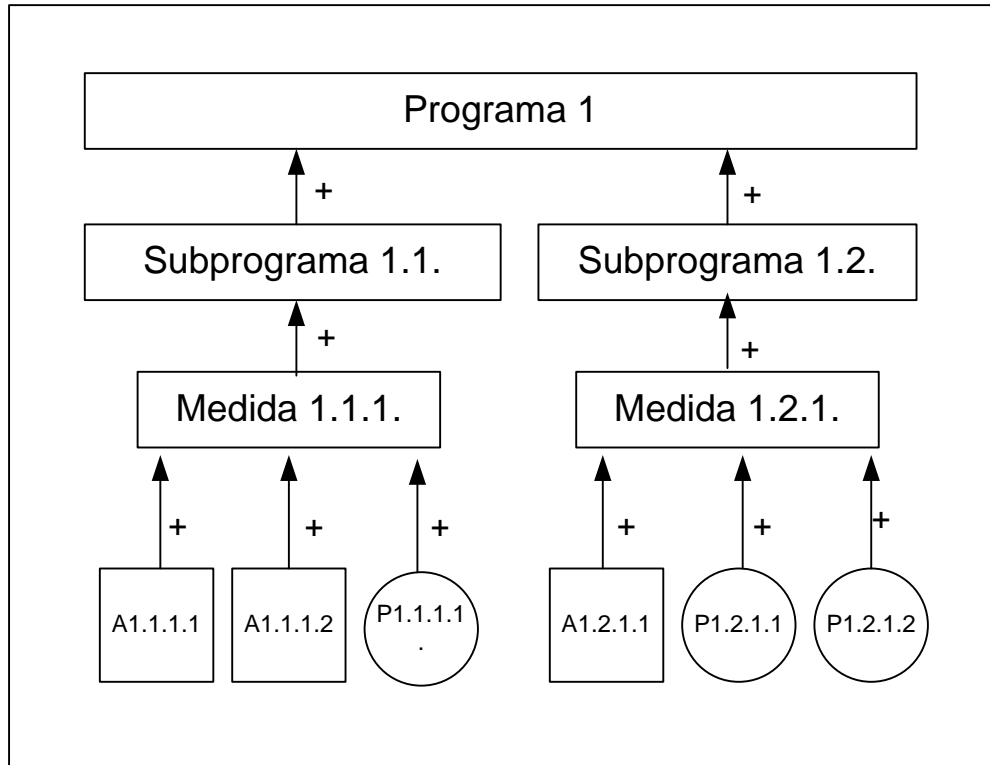 Programa 1
+
+
Subprograma 1.1.
Subprograma 1.2.
+
+
Medida 1.1.1.
Medida 1.2.1.
+
+
+
+
+
+
A1.1.1.1
A1.1.1.2
P1.1.1.1
.
A1.2.1.1
P1.2.1.1
P1.2.1.2